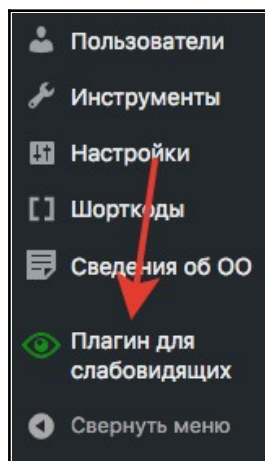 Пользователи
Инструменты
Настройки
Шорткоды
Сведения об ОО
Плагин для
слабовидящих
Свернуть меню